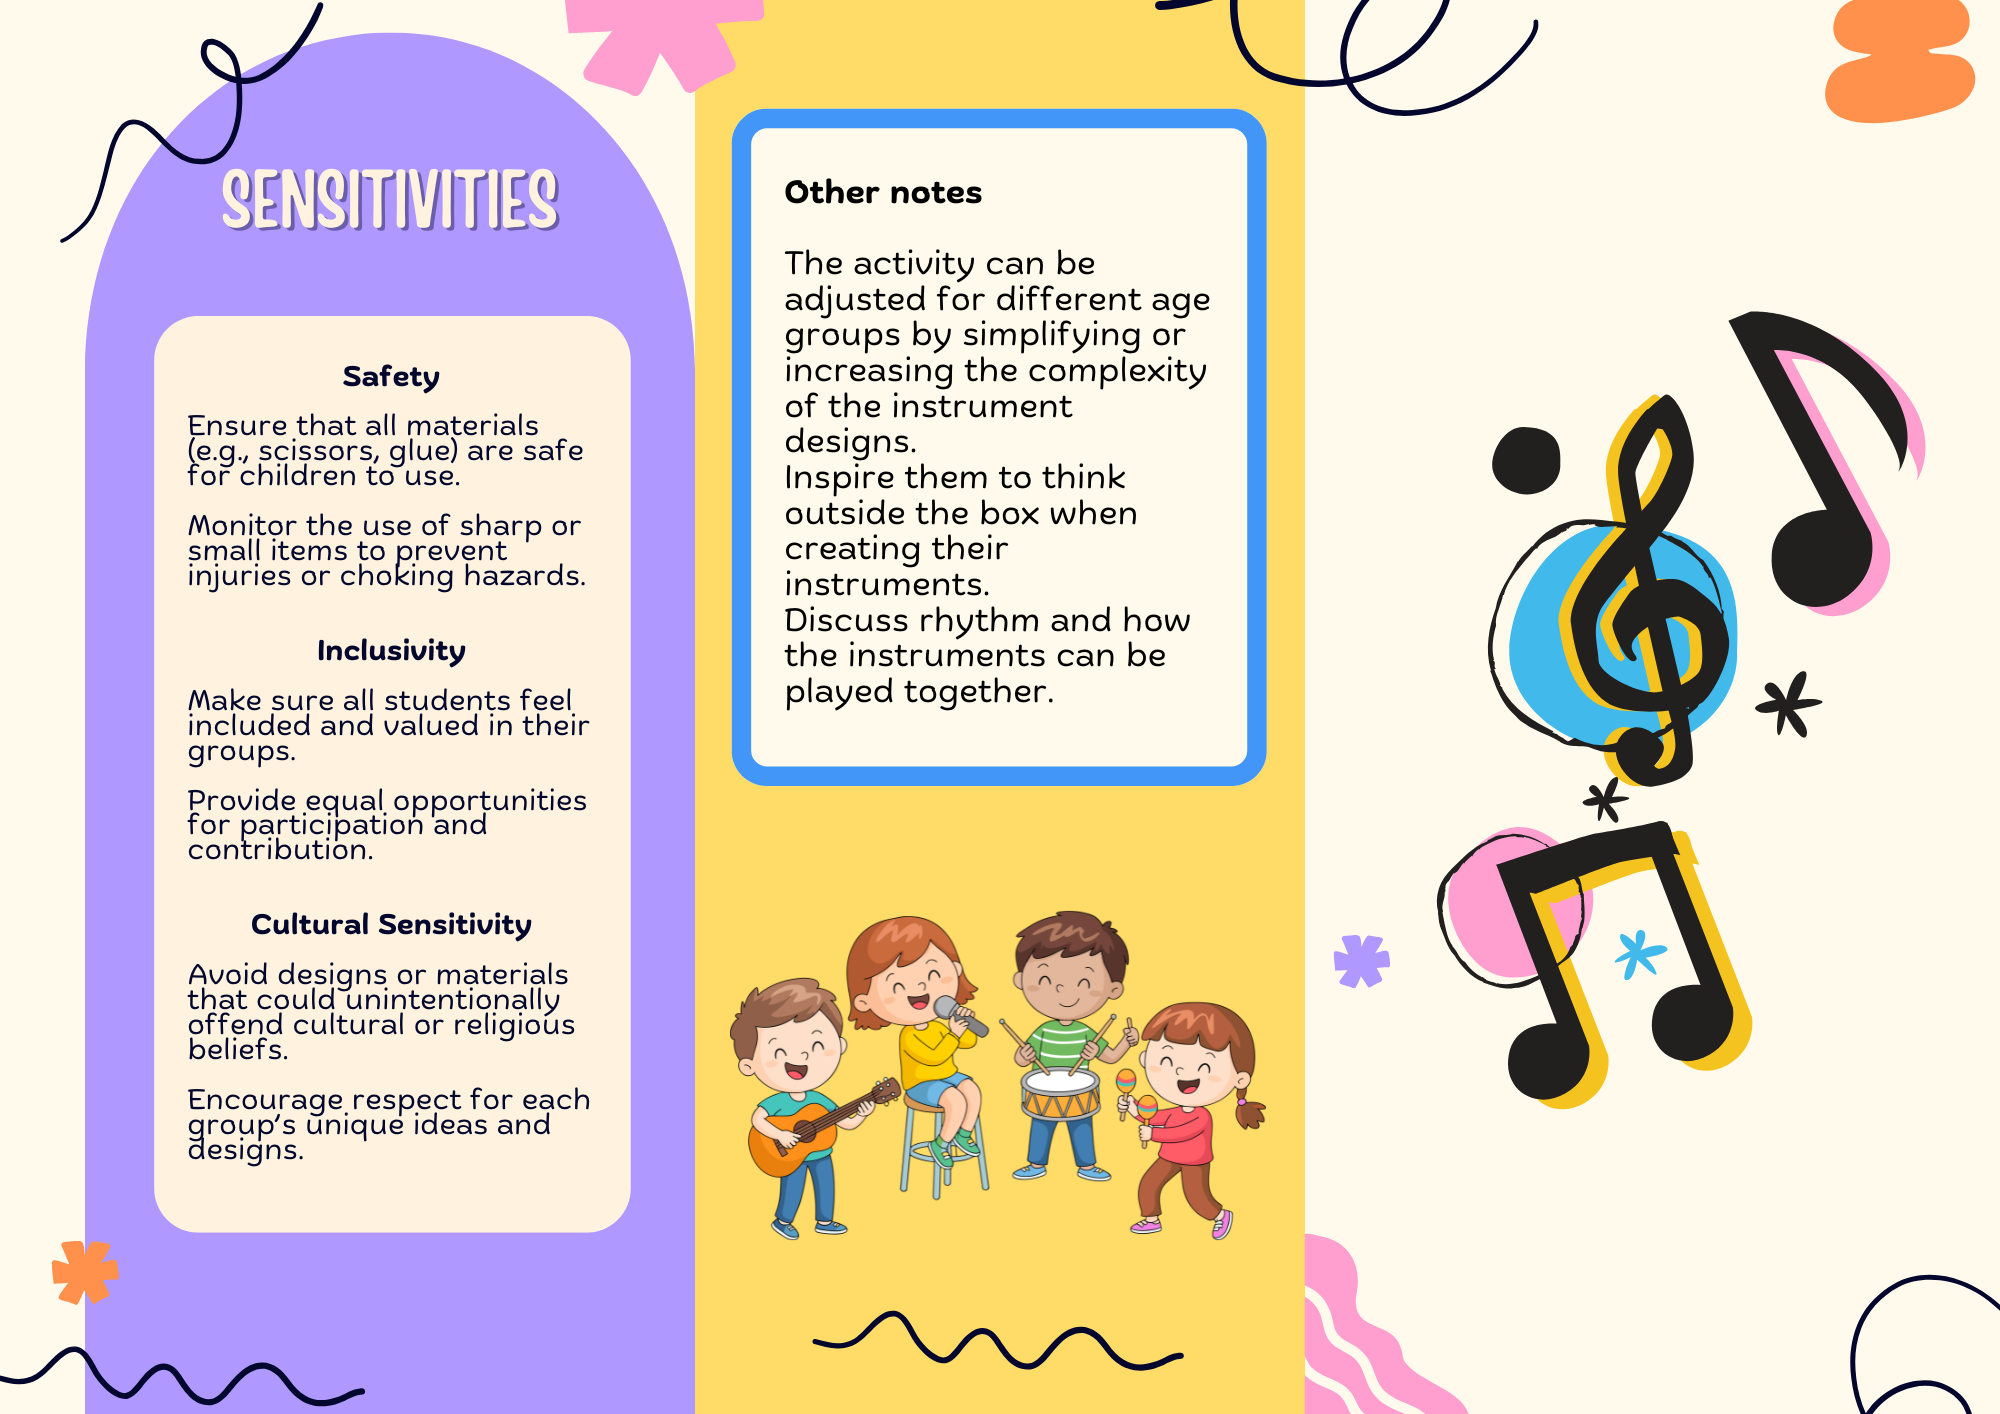 SENSITIVITIES
Safety
Ensure that all materials
(e.g., scissors, glue) are safe
for children to use.
Monitor the use of sharp or
small items to prevent
injuries or choking hazards.
Inclusivity
Make sure all students feel
included and valued in their
groups.
Provide equal opportunities
for participation and
contribution.
Cultural Sensitivity
Avoid designs or materials
that could unintentionally
offend cultural or religious
beliefs.
Encourage respect for each
group's unique ideas and
designs.
Other notes
The activity can be
adjusted for different age
groups by simplifying or
increasing the complexity
of the instrument
designs.
Inspire them to think
outside the box when
creating their
instruments.
Discuss rhythm and how
the instruments can be
played together.